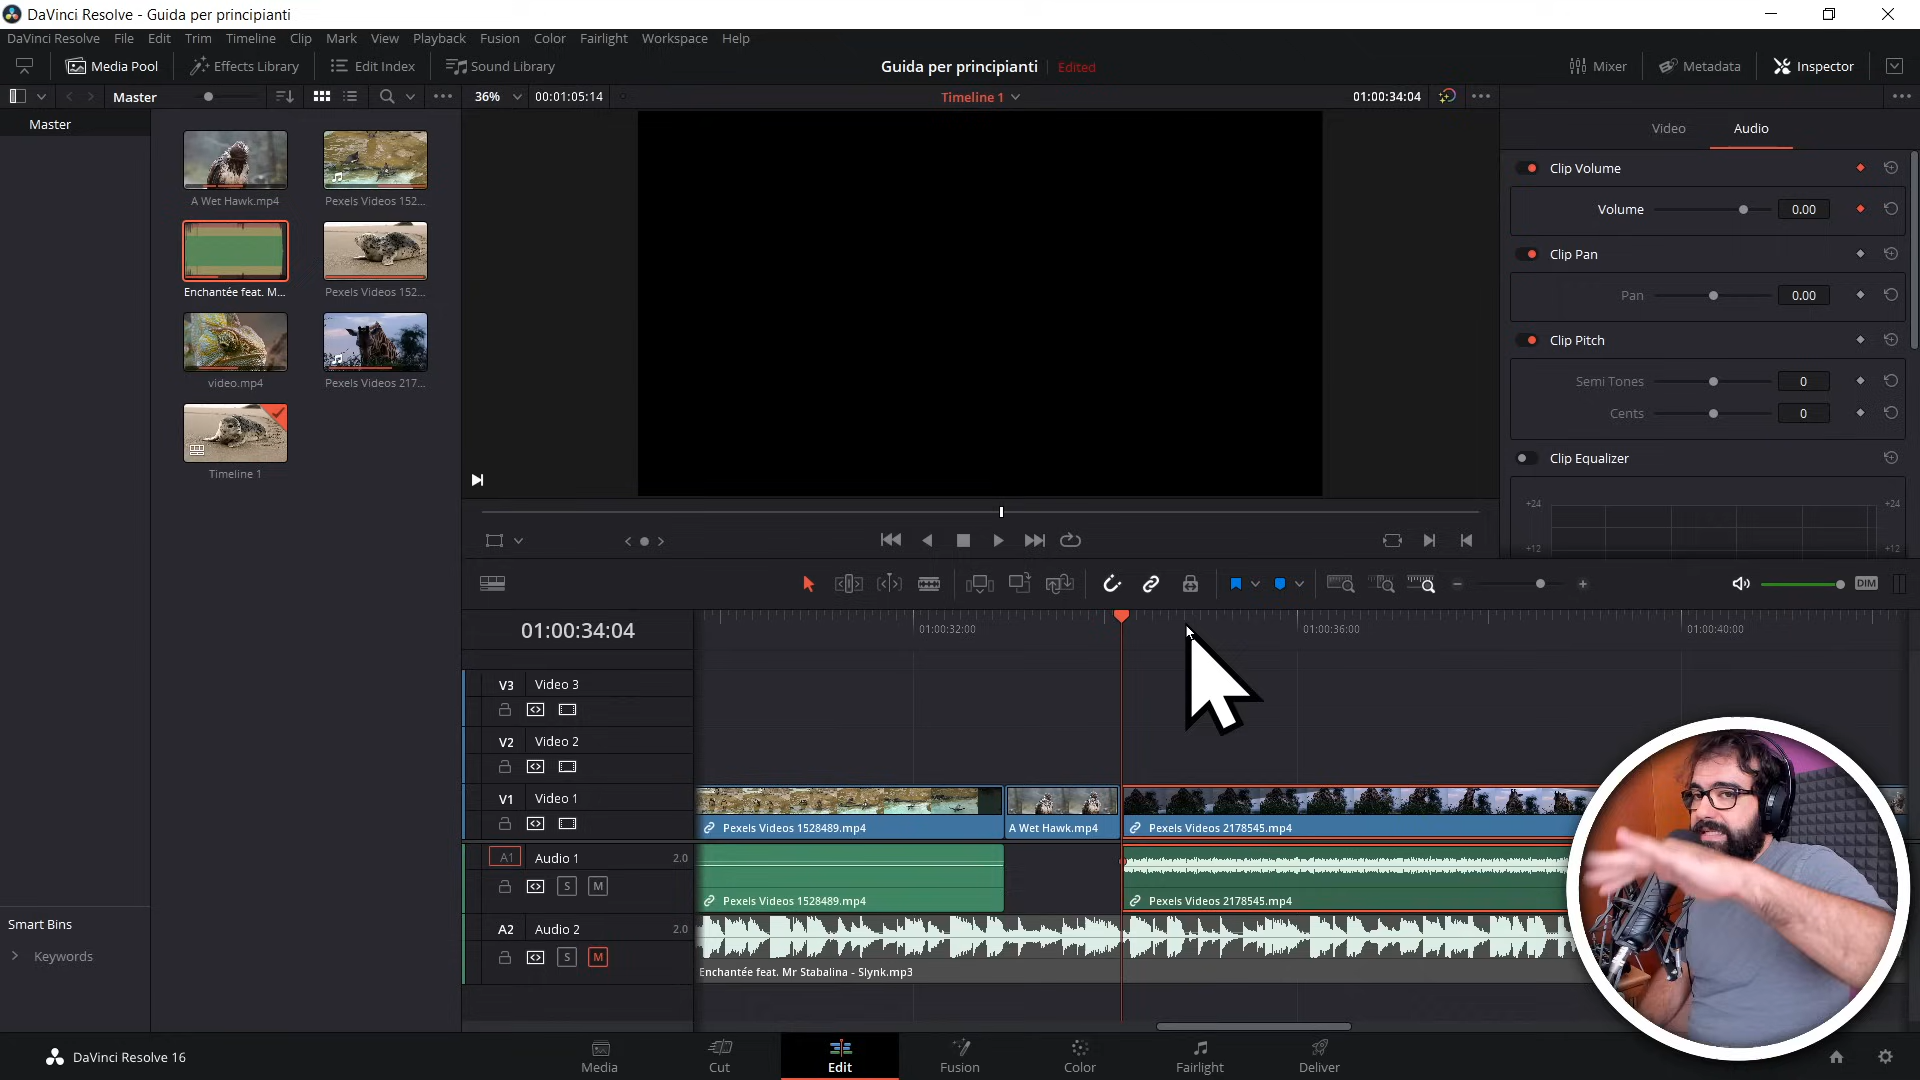 DaVinci Resolve - Guida per principianti
DaVinci Resolve File Edit Trim Timeline Clip Mark View Playback Fusion Color Fairlight Workspace Help
Media Pool Effects Library Edit Index Sound Library Guida per principianti Edited Mixer Metadata Inspector
Master 36% 00:01:05:14 Timeline 1 01:00:34:04
Master
Video Audio
A Wet Hawk.mp4 Pexels Videos 152...
Enchantée feat. M... Pexels Videos 152...
video.mp4 Pexels Videos 217...
Timeline 1
Clip Volume
Volume 0.00
Clip Pan
Pan 0.00
Clip Pitch
Semi Tones 0
Cents 0
Clip Equalizer
+24 +24
+12 +12
DIM
01:00:34:04
01:00:32:00 01:00:36:00 01:00:40:00
V3 Video 3
V2 Video 2
V1 Video 1
Pexels Videos 1528489.mp4 A Wet Hawk.mp4 Pexels Videos 2178545.mp4
A1 Audio 1 2.0
S M
Pexels Videos 1528489.mp4 Pexels Videos 2178545.mp4
A2 Audio 2 2.0
S M
Enchantée feat. Mr Stabalina - Slynk.mp3
Smart Bins
Keywords
DaVinci Resolve 16
Media Cut Edit Fusion Color Fairlight Deliver